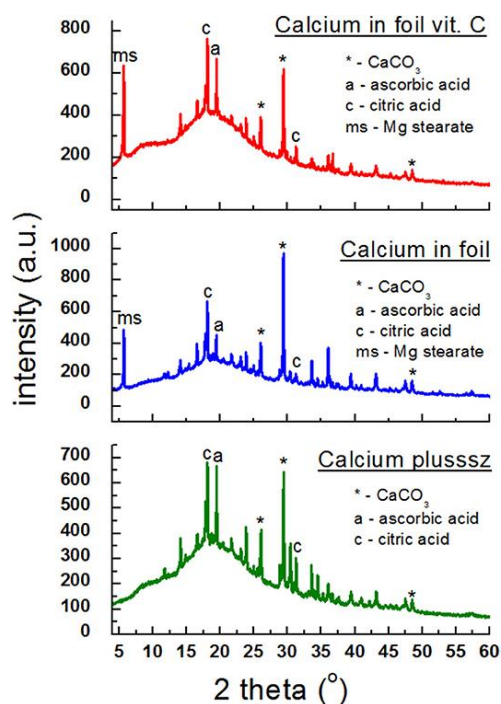 Calcium in foil vit. C
* - CaCO₃
a - ascorbic acid
c - citric acid
ms - Mg stearate
ms
c
a
*
*
c
*
800
600
400
200
0
Calcium in foil
* - CaCO₃
a - ascorbic acid
c - citric acid
ms - Mg stearate
ms
c
a
*
*
c
*
1000
800
600
400
200
0
Calcium plusssz
* - CaCO₃
a - ascorbic acid
c - citric acid
c a
*
*
c
*
700
600
500
400
300
200
100
0
intensity (a.u.)
5 10 15 20 25 30 35 40 45 50 55 60
2 theta (°)